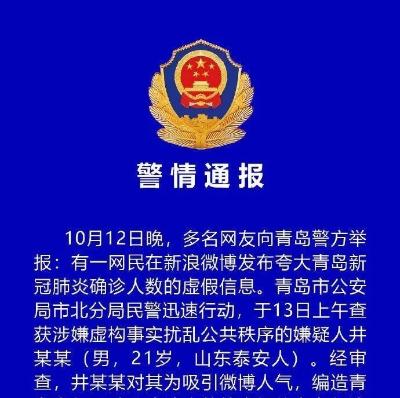 警情通报
10月12日晚，多名网友向青岛警方举
报：有一网民在新浪微博发布夸大青岛新
冠肺炎确诊人数的虚假信息。青岛市公安
局市北分局民警迅速行动，于13日上午查
获涉嫌虚构事实扰乱公共秩序的嫌疑人井
某某（男，21岁，山东泰安人）。经审
查，井某某对其为吸引微博人气，编造青